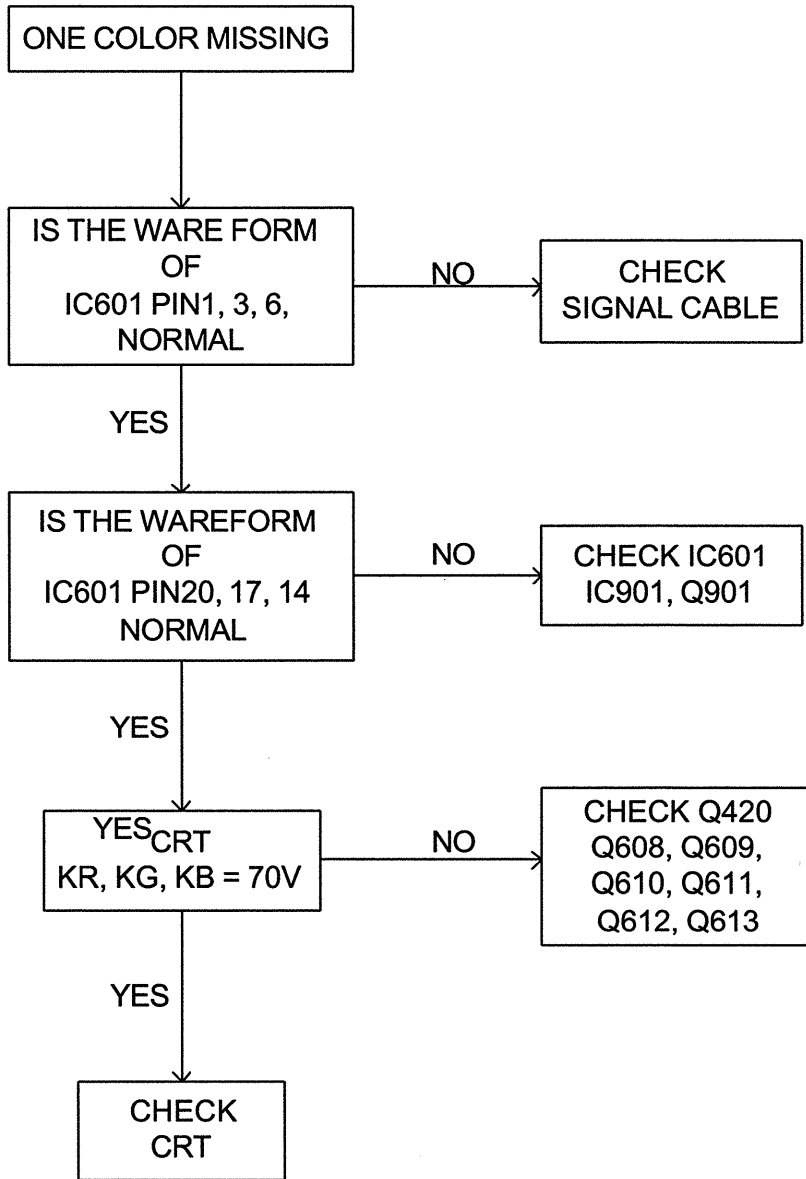 ONE COLOR MISSING
IS THE WARE FORM
OF
IC601 PIN1, 3, 6,
NORMAL
NO
CHECK
SIGNAL CABLE
YES
IS THE WAREFORM
OF
IC601 PIN20, 17, 14
NORMAL
NO
CHECK IC601
IC901, Q901
YES
YES CRT
KR, KG, KB = 70V
NO
CHECK Q420
Q608, Q609,
Q610, Q611,
Q612, Q613
YES
CHECK
CRT